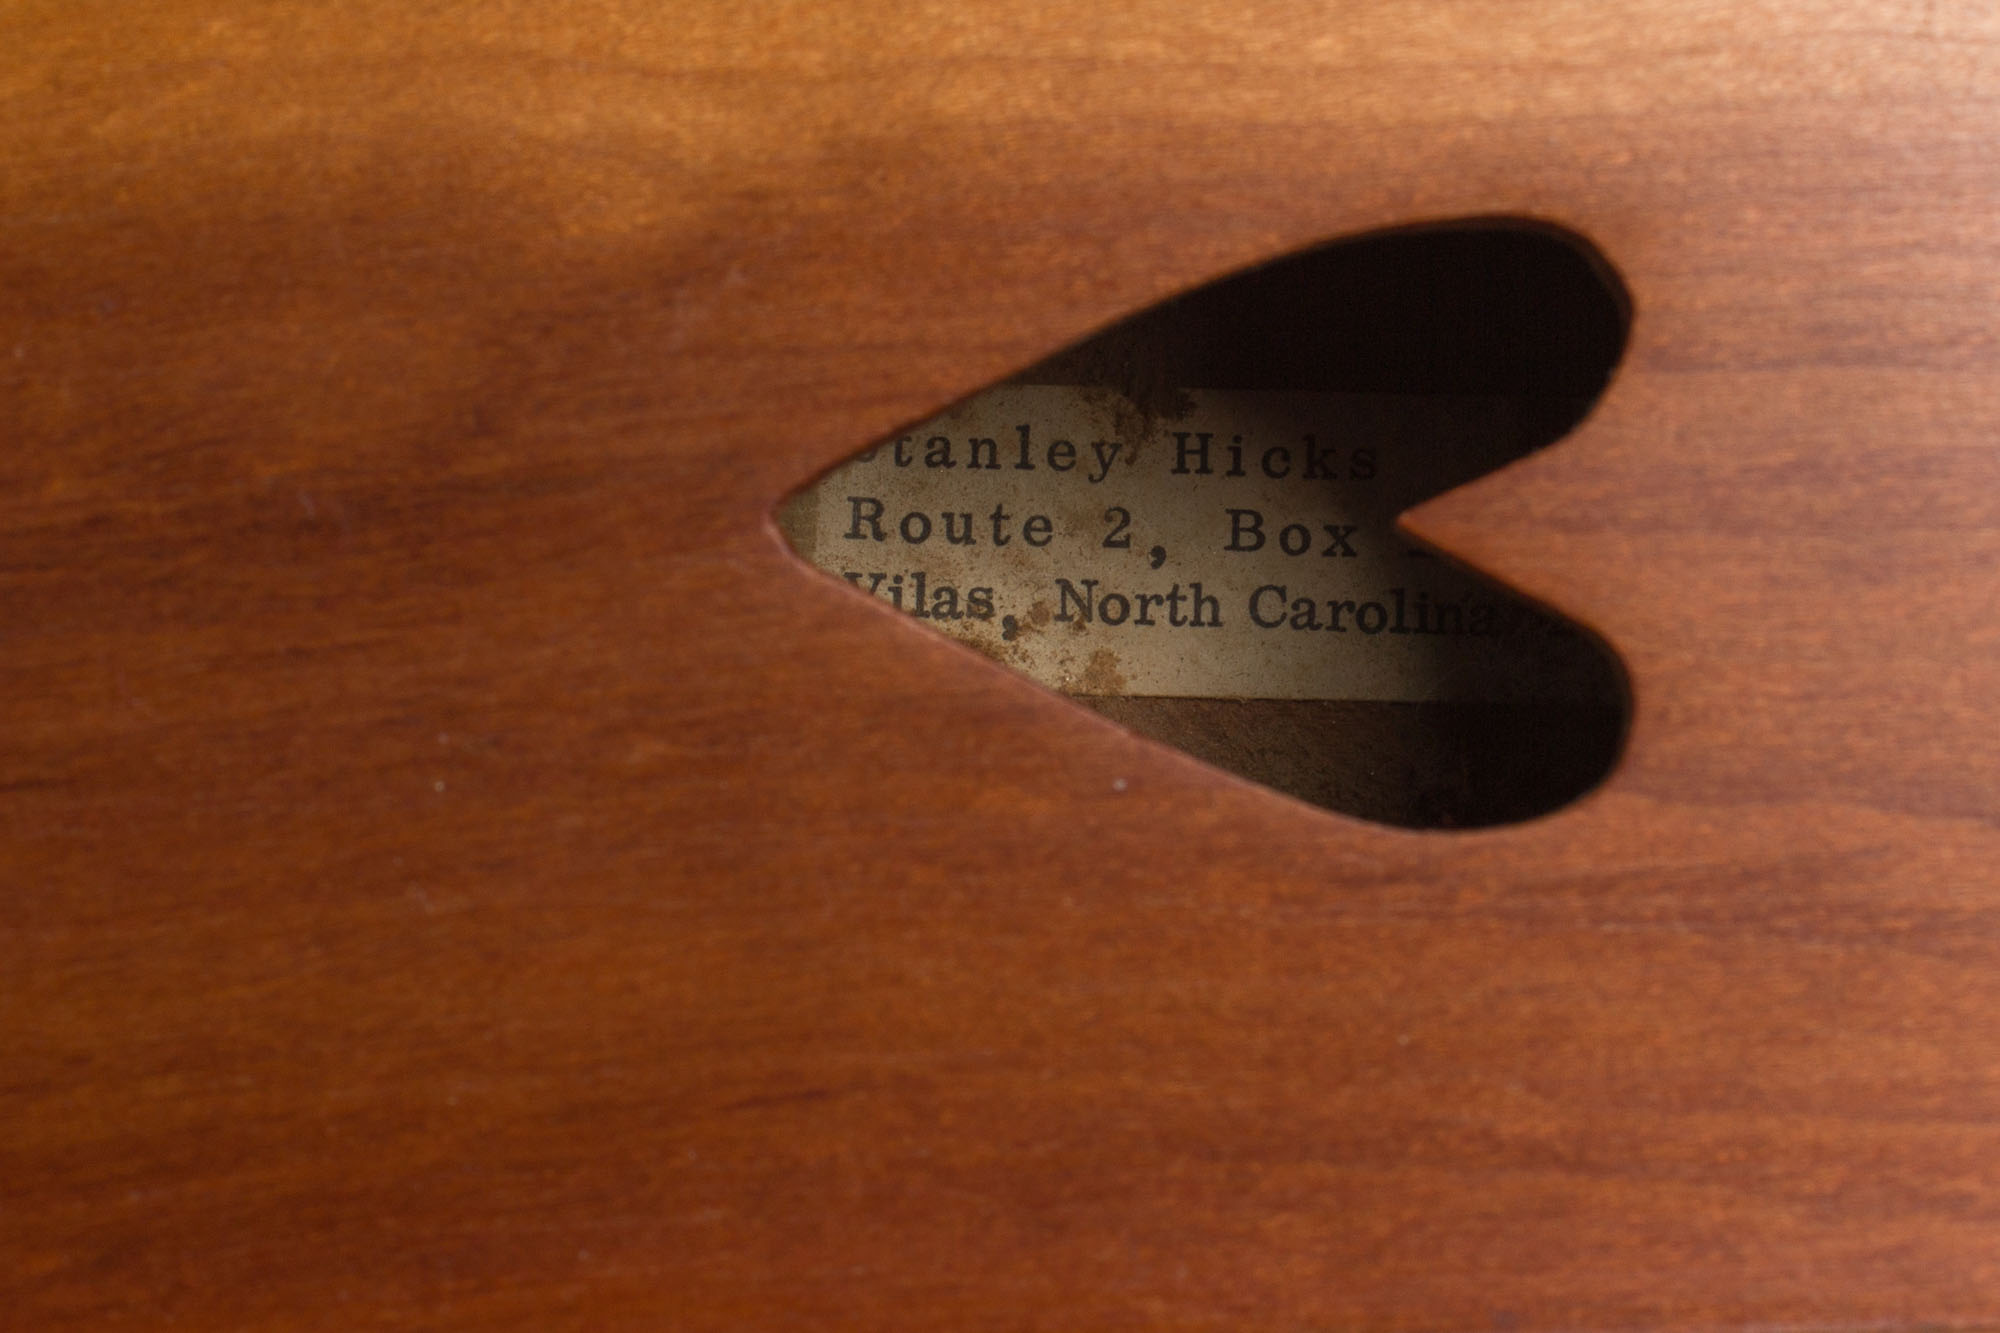 Stanley Hicks
Route 2, Box
Vilas, North Carolina